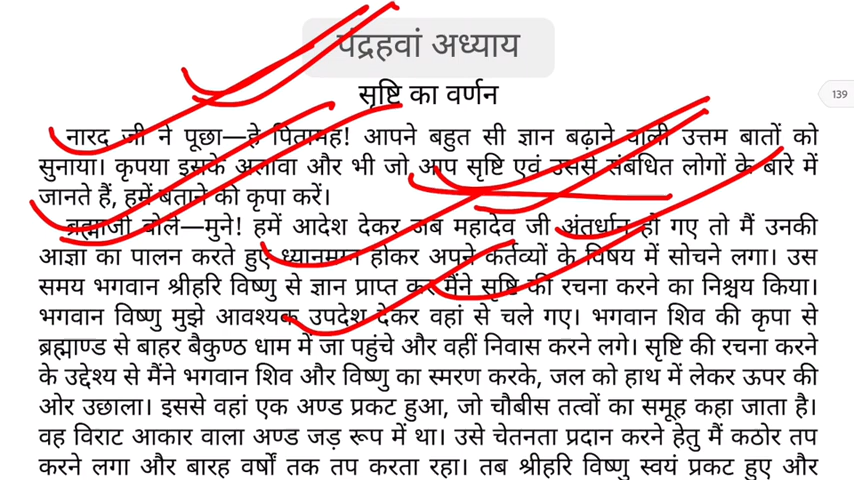 पंद्रहवां अध्याय
सृष्टि का वर्णन
139
नारद जी ने पूछा—हे पितामह! आपने बहुत सी ज्ञान बढ़ाने वाली उत्तम बातों को
सुनाया। कृपया इसके अलावा और भी जो आप सृष्टि एवं उससे संबंधित लोगों के बारे में
जानते हैं, हमें बताने की कृपा करें।
ब्रह्माजी बोले—मुने! हमें आदेश देकर जब महादेव जी अंतर्धान हो गए तो मैं उनकी
आज्ञा का पालन करते हुए ध्यानमग्न होकर अपने कर्तव्यों के विषय में सोचने लगा। उस
समय भगवान श्रीहरि विष्णु से ज्ञान प्राप्त कर मैंने सृष्टि की रचना करने का निश्चय किया।
भगवान विष्णु मुझे आवश्यक उपदेश देकर वहां से चले गए। भगवान शिव की कृपा से
ब्रह्माण्ड से बाहर बैकुण्ठ धाम में जा पहुंचे और वहीं निवास करने लगे। सृष्टि की रचना करने
के उद्देश्य से मैंने भगवान शिव और विष्णु का स्मरण करके, जल को हाथ में लेकर ऊपर की
ओर उछाला। इससे वहां एक अण्ड प्रकट हुआ, जो चौबीस तत्वों का समूह कहा जाता है।
वह विराट आकार वाला अण्ड जड़ रूप में था। उसे चेतनता प्रदान करने हेतु मैं कठोर तप
करने लगा और बारह वर्षों तक तप करता रहा। तब श्रीहरि विष्णु स्वयं प्रकट हुए और